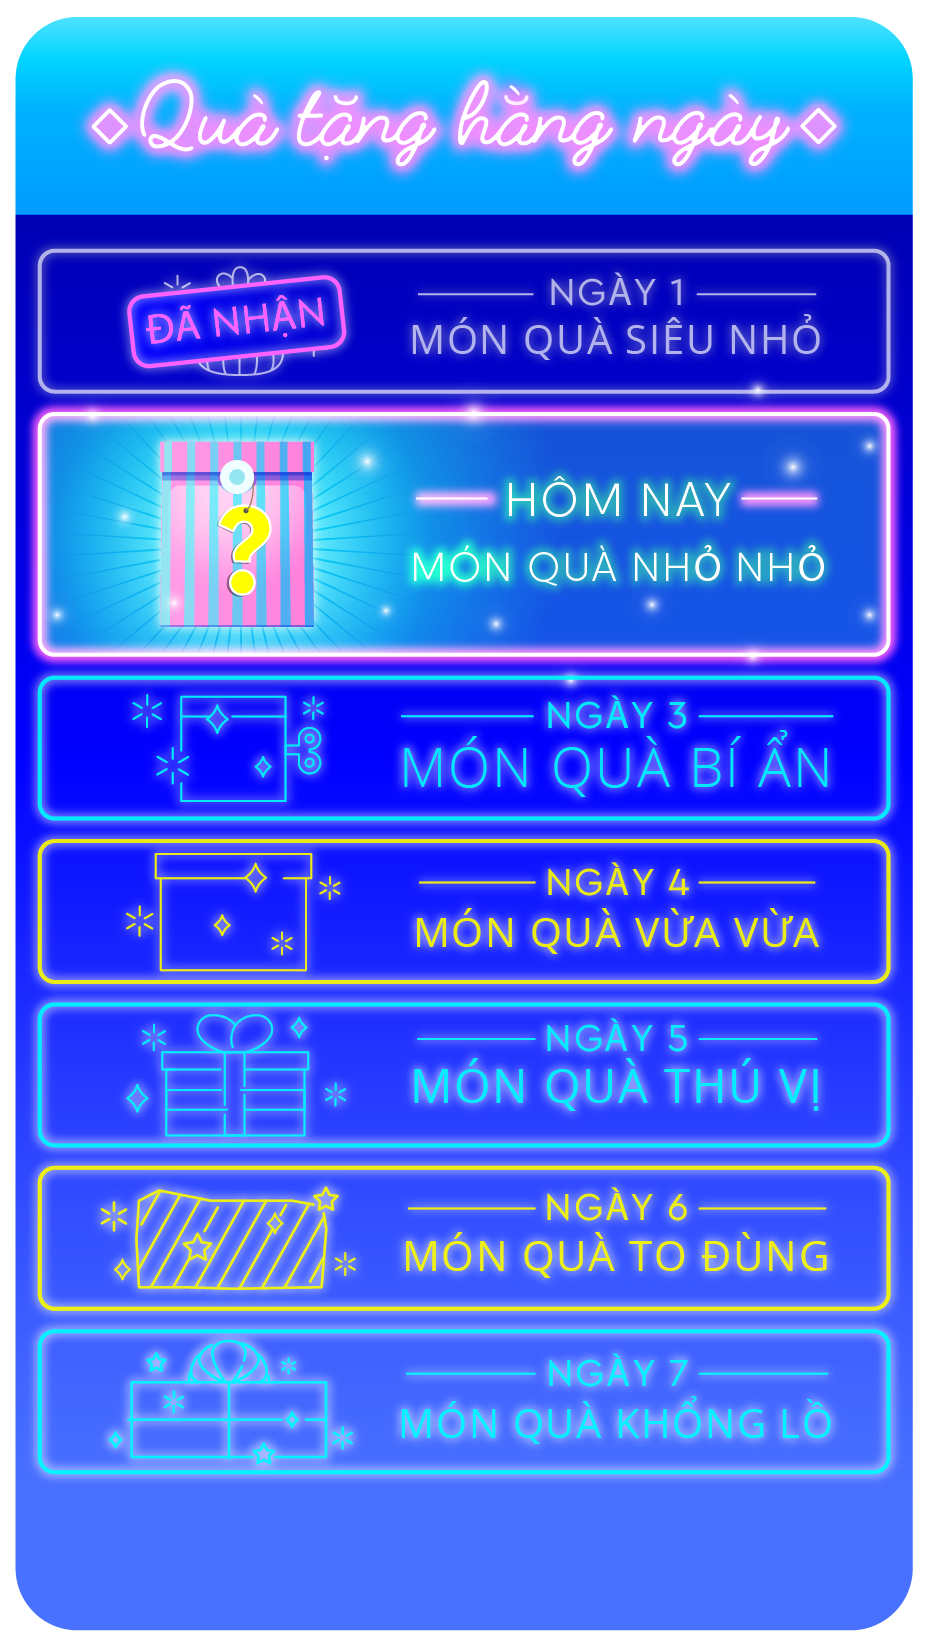 Quà tặng hằng ngày
ĐÃ NHẬN
NGÀY 1
MÓN QUÀ SIÊU NHỎ
?
HÔM NAY
MÓN QUÀ NHỎ NHỎ
NGÀY 3
MÓN QUÀ BÍ ẨN
NGÀY 4
MÓN QUÀ VỪA VỪA
NGÀY 5
MÓN QUÀ THÚ VỊ
NGÀY 6
MÓN QUÀ TO ĐÙNG
NGÀY 7
MÓN QUÀ KHỔNG LỒ